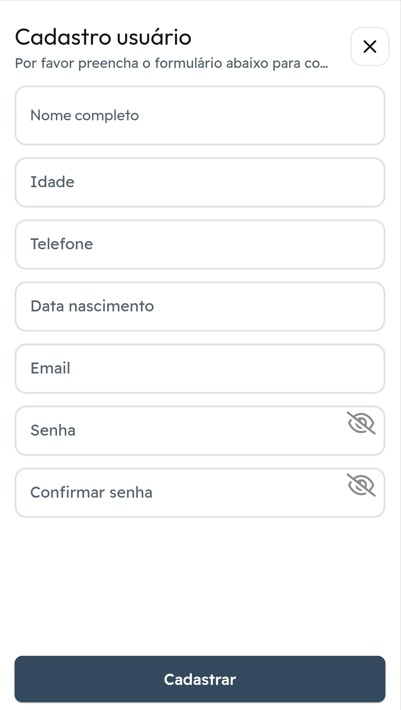 Cadastro usuário
Por favor preencha o formulário abaixo para co...
Nome completo
Idade
Telefone
Data nascimento
Email
Senha
Confirmar senha
Cadastrar